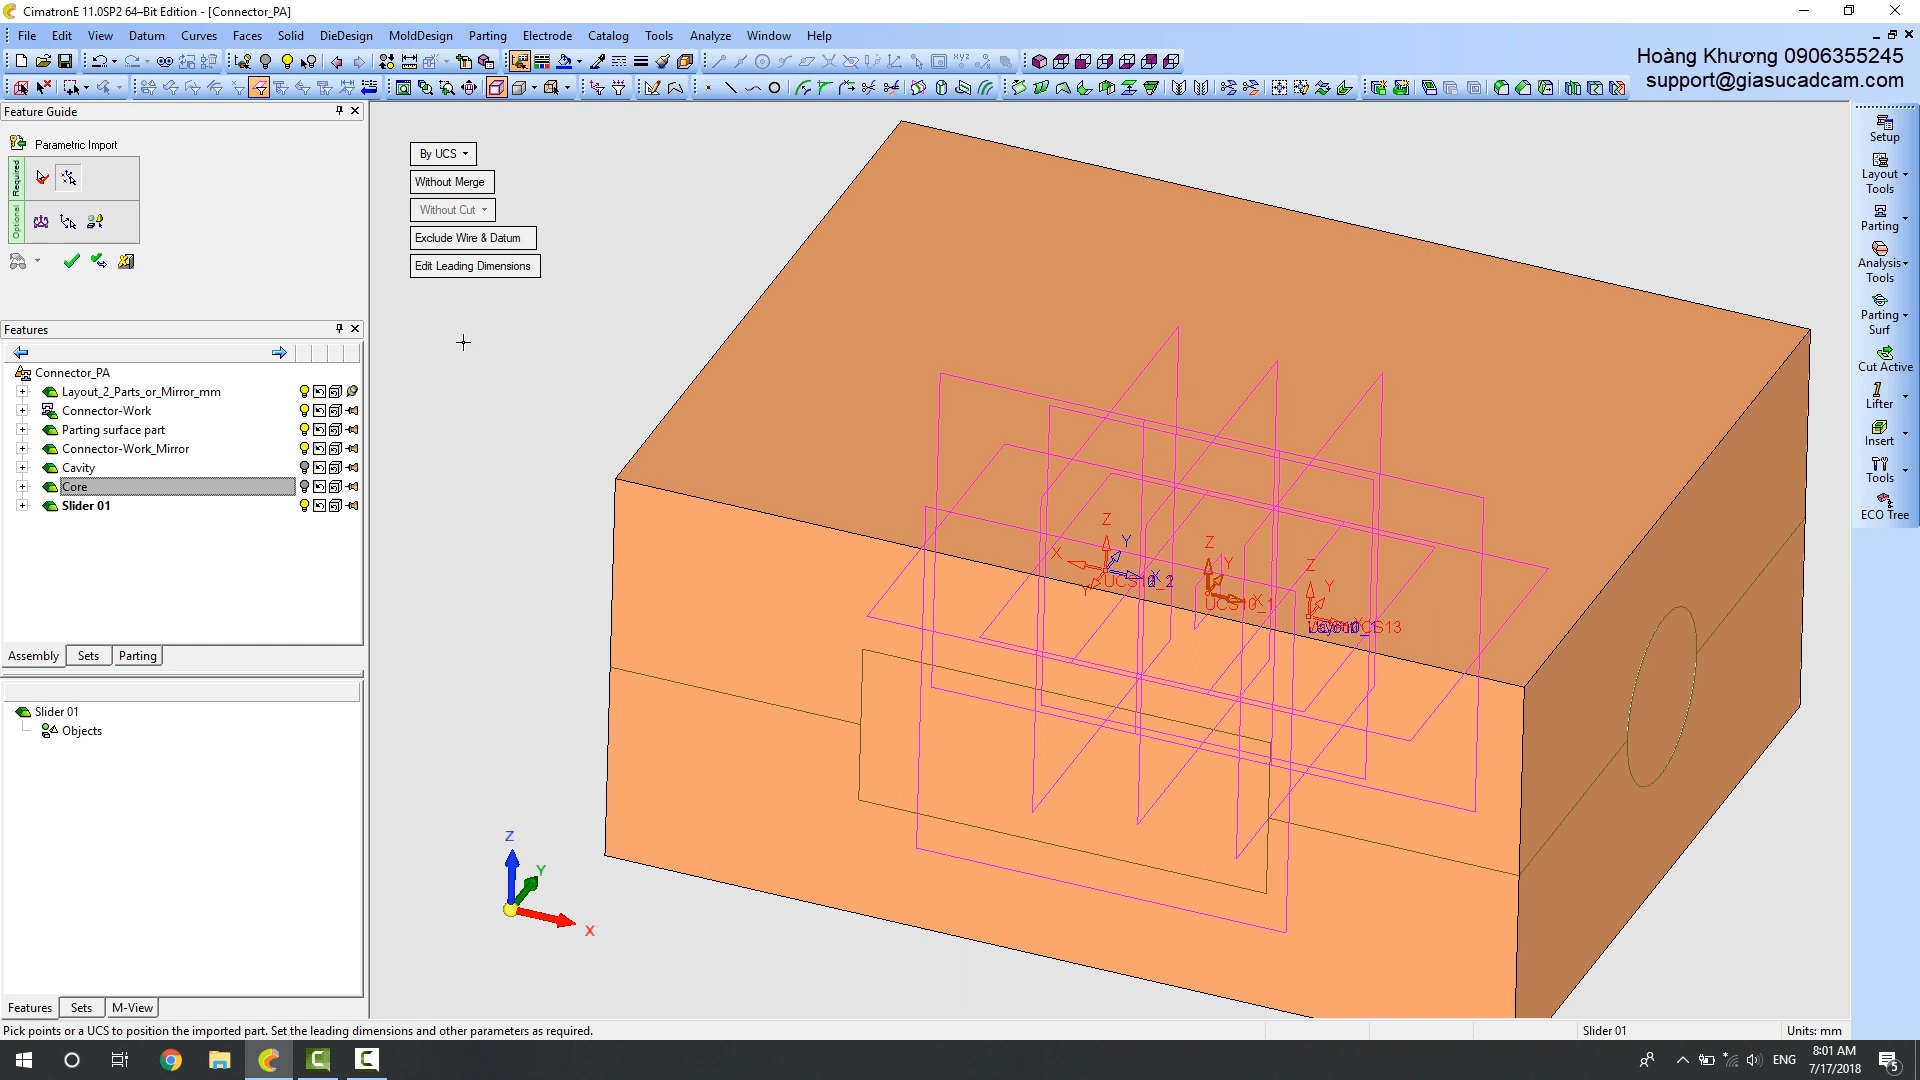 CimatronE 11.0SP2 64–Bit Edition - [Connector_PA]
File Edit View Datum Curves Faces Solid DieDesign MoldDesign Parting Electrode Catalog Tools Analyze Window Help
Hoàng Khương 0906355245
support@giasucadcam.com
Feature Guide
Parametric Import
Required
Optional
Features
Connector_PA
Layout_2_Parts_or_Mirror_mm
Connector-Work
Parting surface part
Connector-Work_Mirror
Cavity
Core
Slider 01
Assembly Sets Parting
Slider 01
Objects
Features Sets M-View
By UCS
Without Merge
Without Cut
Exclude Wire & Datum
Edit Leading Dimensions
Z
Y
X
Y
X
Z
Y
X
UCS10_1
Z
Y
Z
Y
X
Setup
Layout
Tools
Parting
Analysis
Tools
Parting
Surf
Cut Active
Lifter
Insert
Tools
ECO Tree
Pick points or a UCS to position the imported part. Set the leading dimensions and other parameters as required.
Slider 01
Units: mm
ENG
8:01 AM
7/17/2018
5